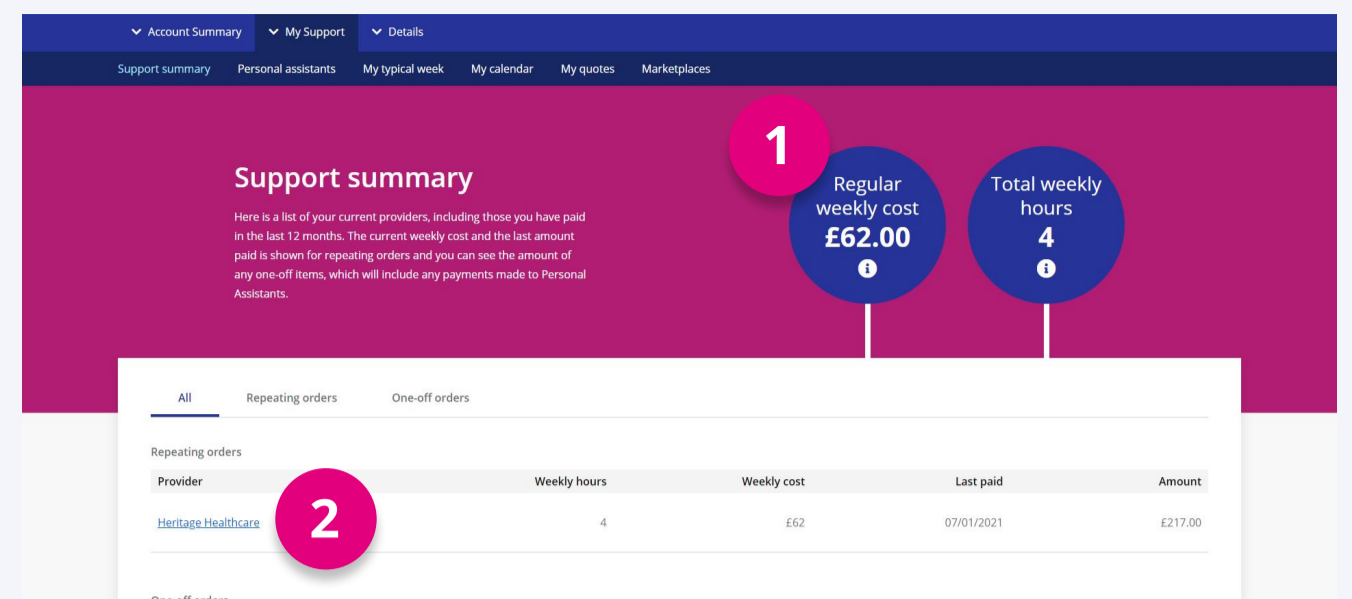 Account Summary My Support Details
Support summary Personal assistants My typical week My calendar My quotes Marketplaces
1
Support summary
Here is a list of your current providers, including those you have paid
in the last 12 months. The current weekly cost and the last amount
paid is shown for repeating orders and you can see the amount of
any one-off items, which will include any payments made to Personal
Assistants.
Regular
weekly cost
£62.00
i
Total weekly
hours
4
i
All Repeating orders One-off orders
Repeating orders
Provider Weekly hours Weekly cost Last paid Amount
Heritage Healthcare 4 £62 07/01/2021 £217.00
2
One-off orders